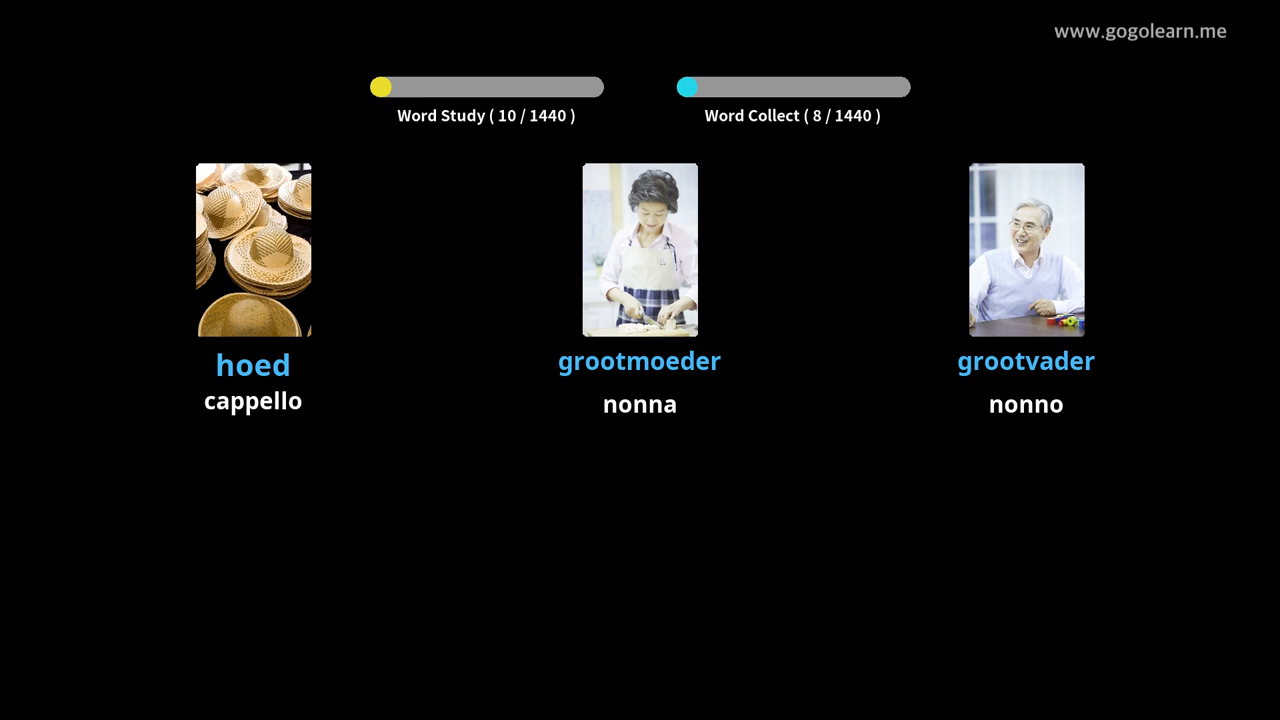 www.gogolearn.me
Word Study ( 10 / 1440 )
Word Collect ( 8 / 1440 )
hoed
cappello
grootmoeder
nonna
grootvader
nonno